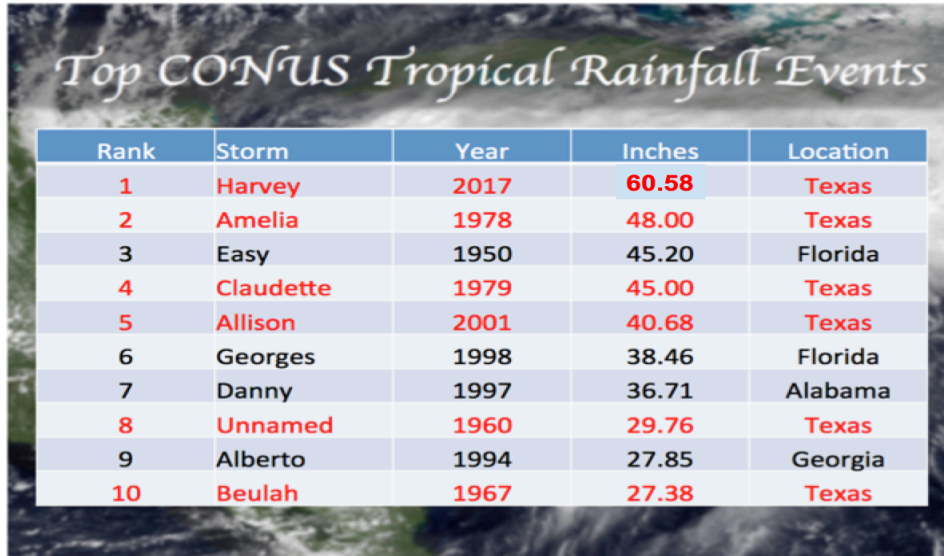 Top CONUS Tropical Rainfall Events
Rank Storm Year Inches Location
1 Harvey 2017 60.58 Texas
2 Amelia 1978 48.00 Texas
3 Easy 1950 45.20 Florida
4 Claudette 1979 45.00 Texas
5 Allison 2001 40.68 Texas
6 Georges 1998 38.46 Florida
7 Danny 1997 36.71 Alabama
8 Unnamed 1960 29.76 Texas
9 Alberto 1994 27.85 Georgia
10 Beulah 1967 27.38 Texas